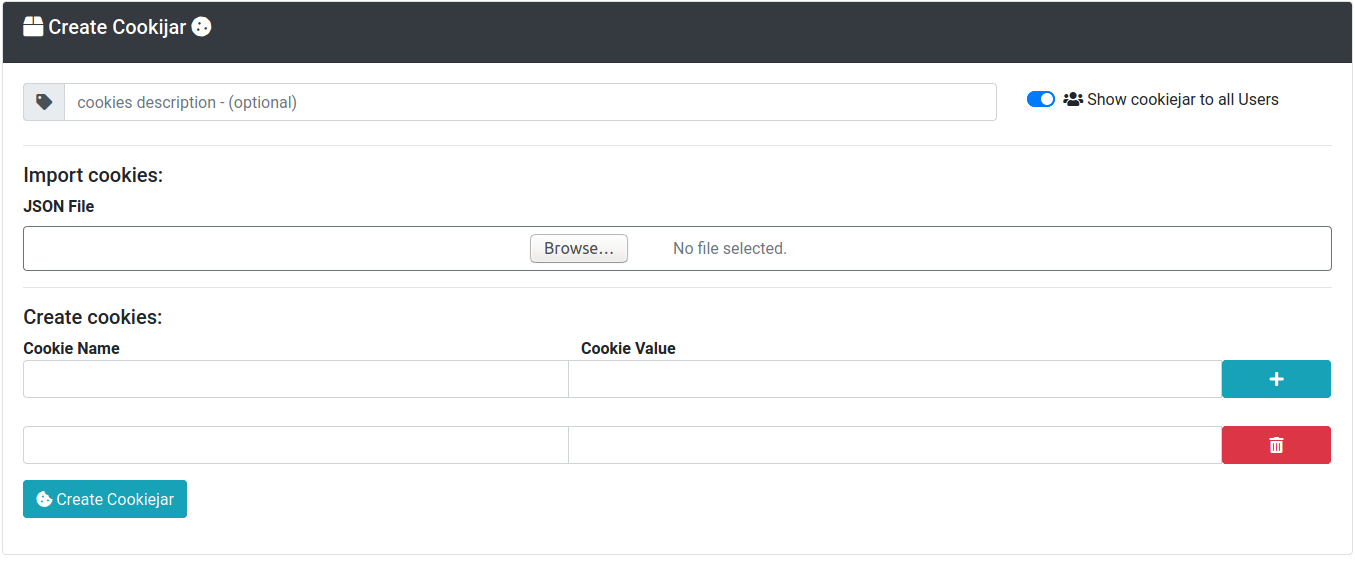 Create Cookijar
cookies description - (optional)
Show cookiejar to all Users
Import cookies:
JSON File
Browse...
No file selected.
Create cookies:
Cookie Name
Cookie Value
Create Cookiejar